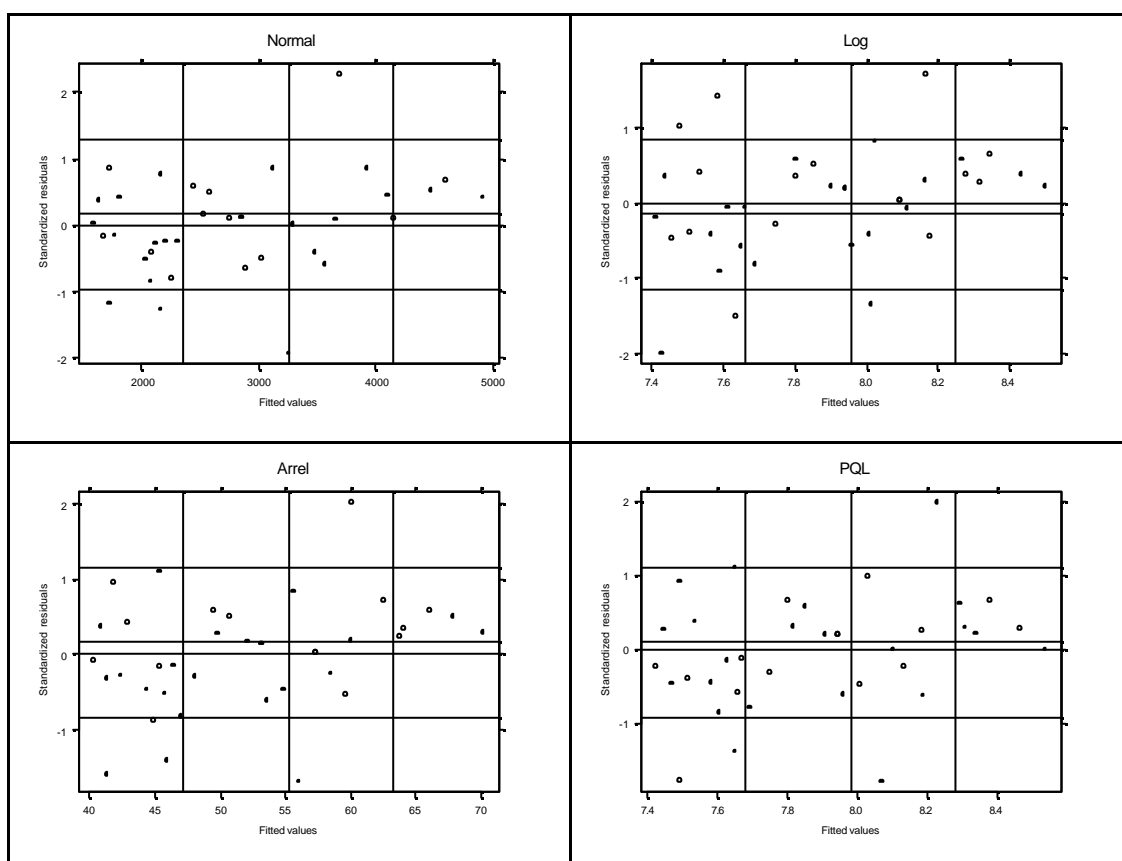 Normal
2
1
0
-1
-2
Standardized residuals
2000 3000 4000 5000
Fitted values
Log
1
0
-1
-2
Standardized residuals
7.4 7.6 7.8 8.0 8.2 8.4
Fitted values
Arrel
2
1
0
-1
Standardized residuals
40 45 50 55 60 65 70
Fitted values
PQL
2
1
0
-1
Standardized residuals
7.4 7.6 7.8 8.0 8.2 8.4
Fitted values